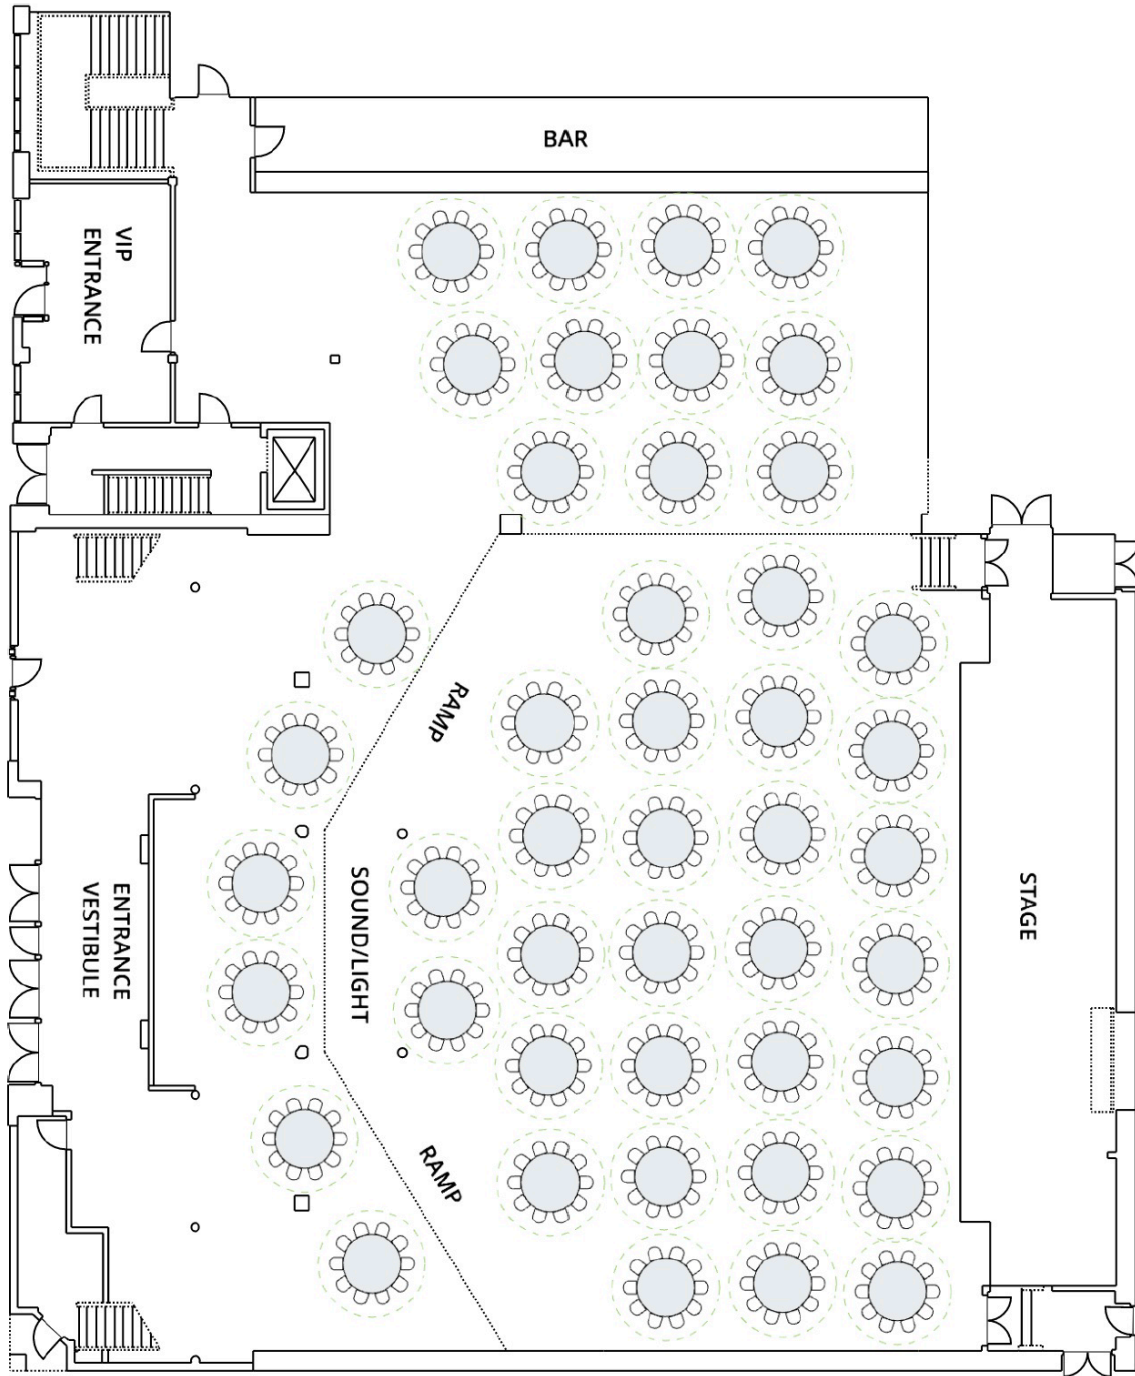 BAR
VIP
ENTRANCE
RAMP
SOUND/LIGHT
ENTRANCE
VESTIBULE
STAGE
RAMP